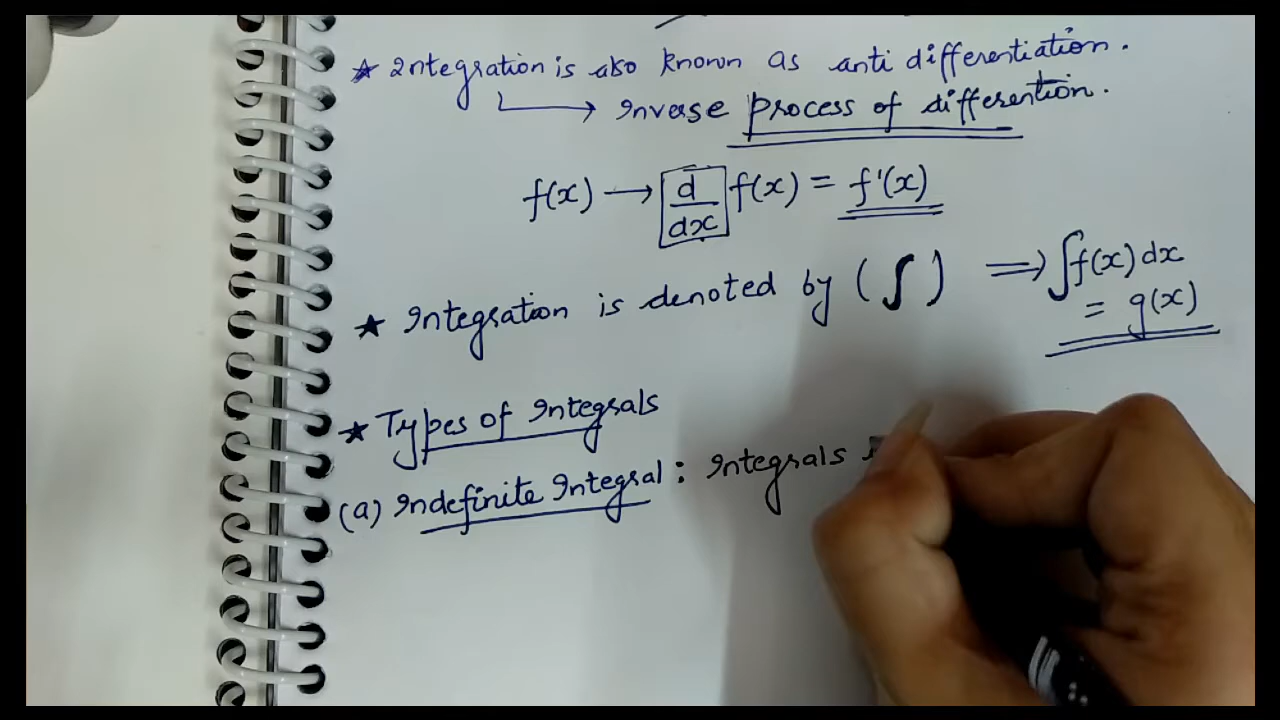 ★ Integration is also known as anti differentiation.
→ Inverse process of differention.
f(x) → d/dx f(x) = f'(x)
★ Integration is denoted by (∫) ⇒ ∫f(x) dx
= g(x)
★ Types of Integrals
(a) Indefinite Integral : Integrals